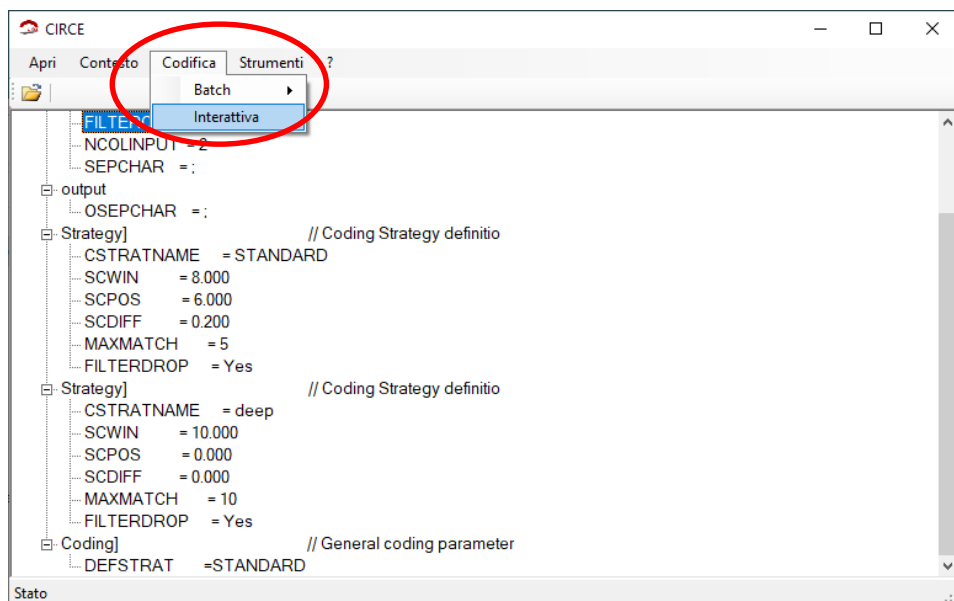 CIRCE
Apri Contesto Codifica Strumenti ?
Batch
Interattiva
NCOLINPUT = 2
SEPCHAR = ;
output
OSEPCHAR = ;
Strategy] // Coding Strategy definitio
CSTRATNAME = STANDARD
SCWIN = 8.000
SCPOS = 6.000
SCDIFF = 0.200
MAXMATCH = 5
FILTERDROP = Yes
Strategy] // Coding Strategy definitio
CSTRATNAME = deep
SCWIN = 10.000
SCPOS = 0.000
SCDIFF = 0.000
MAXMATCH = 10
FILTERDROP = Yes
Coding] // General coding parameter
DEFSTRAT =STANDARD
Stato